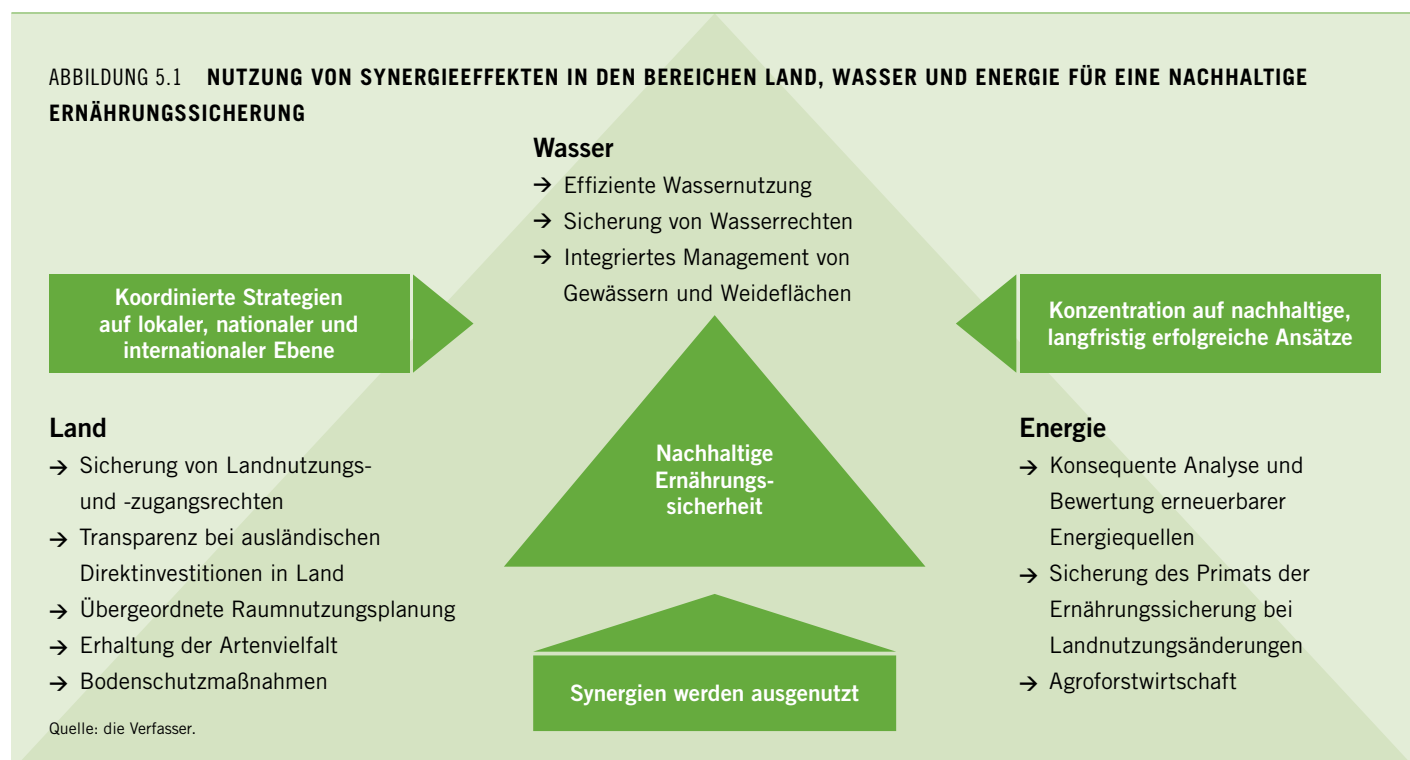 ABBILDUNG 5.1 NUTZUNG VON SYNERGIEEFFEKTEN IN DEN BEREICHEN LAND, WASSER UND ENERGIE FÜR EINE NACHHALTIGE
ERNÄHRUNGSSICHERUNG
Wasser
→ Effiziente Wassernutzung
→ Sicherung von Wasserrechten
→ Integriertes Management von
Gewässern und Weideflächen
Koordinierte Strategien
auf lokaler, nationaler und
internationaler Ebene
Konzentration auf nachhaltige,
langfristig erfolgreiche Ansätze
Land
→ Sicherung von Landnutzungs-
und -zugangsrechten
→ Transparenz bei ausländischen
Direktinvestitionen in Land
→ Übergeordnete Raumnutzungsplanung
→ Erhaltung der Artenvielfalt
→ Bodenschutzmaßnahmen
Nachhaltige
Ernährungs-
sicherheit
Synergien werden ausgenutzt
Energie
→ Konsequente Analyse und
Bewertung erneuerbarer
Energiequellen
→ Sicherung des Primats der
Ernährungssicherung bei
Landnutzungsänderungen
→ Agroforstwirtschaft
Quelle: die Verfasser.